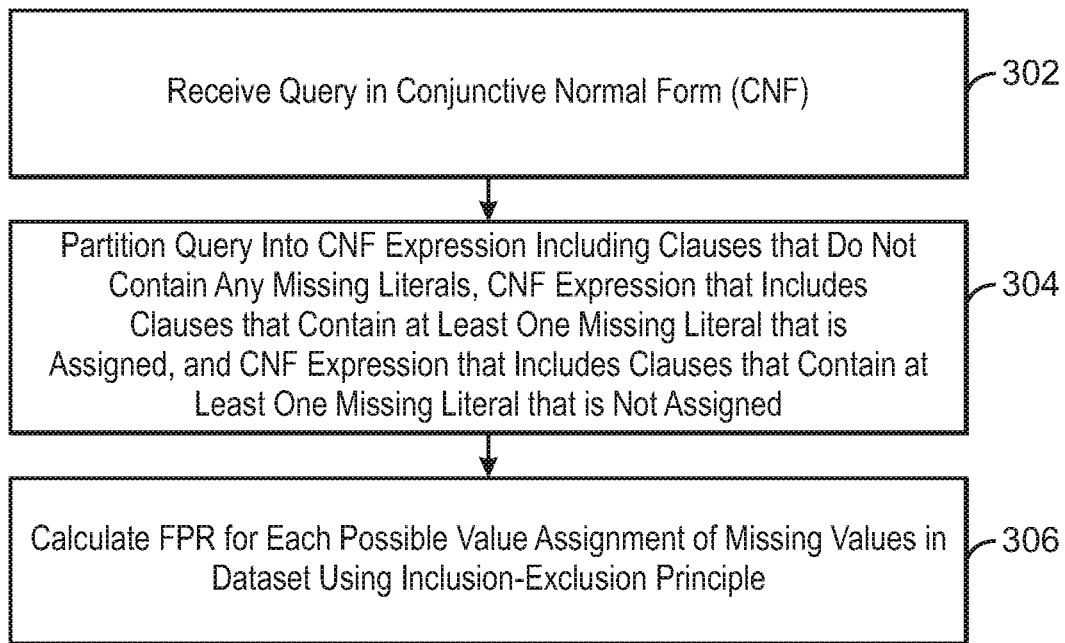 Receive Query in Conjunctive Normal Form (CNF)
302
Partition Query Into CNF Expression Including Clauses that Do Not
Contain Any Missing Literals, CNF Expression that Includes
Clauses that Contain at Least One Missing Literal that is
Assigned, and CNF Expression that Includes Clauses that Contain at
Least One Missing Literal that is Not Assigned
304
Calculate FPR for Each Possible Value Assignment of Missing Values in
Dataset Using Inclusion-Exclusion Principle
306